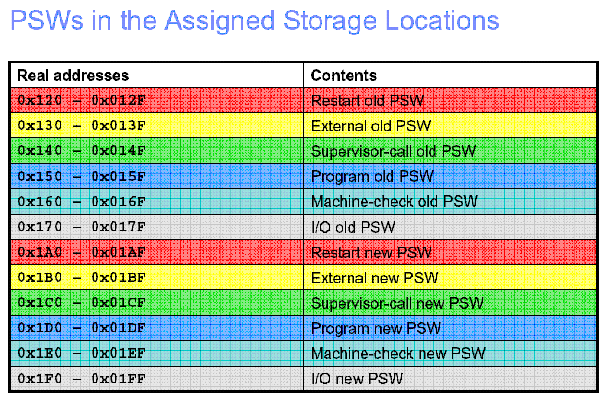 PSWs in the Assigned Storage Locations
Real addresses Contents
0x120 – 0x012F Restart old PSW
0x130 – 0x013F External old PSW
0x140 – 0x014F Supervisor-call old PSW
0x150 – 0x015F Program old PSW
0x160 – 0x016F Machine-check old PSW
0x170 – 0x017F I/O old PSW
0x1A0 – 0x01AF Restart new PSW
0x1B0 – 0x01BF External new PSW
0x1C0 – 0x01CF Supervisor-call new PSW
0x1D0 – 0x01DF Program new PSW
0x1E0 – 0x01EF Machine-check new PSW
0x1F0 – 0x01FF I/O new PSW